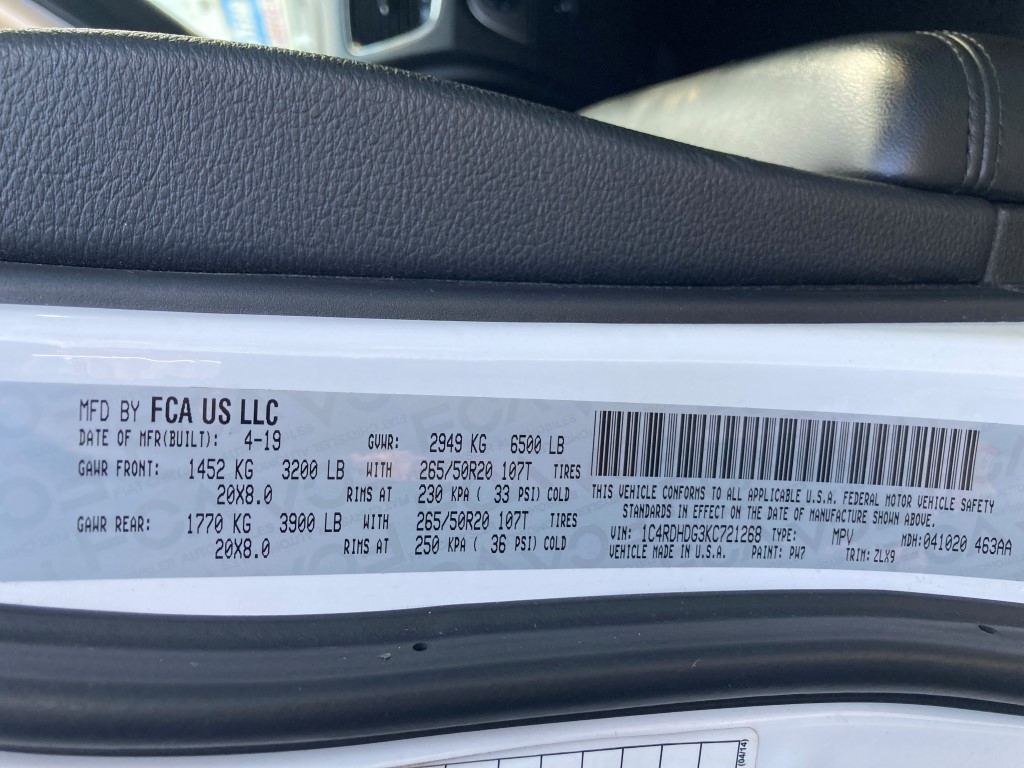 MFD BY FCA US LLC
DATE OF MFR(BUILT): 4-19 GVWR: 2949 KG 6500 LB
GAWR FRONT: 1452 KG 3200 LB WITH 265/50R20 107T TIRES
20X8.0 RIMS AT 230 KPA ( 33 PSI) COLD
GAWR REAR: 1770 KG 3900 LB WITH 265/50R20 107T TIRES
20X8.0 RIMS AT 250 KPA ( 36 PSI) COLD
THIS VEHICLE CONFORMS TO ALL APPLICABLE U.S.A. FEDERAL MOTOR VEHICLE SAFETY
STANDARDS IN EFFECT ON THE DATE OF MANUFACTURE SHOWN ABOVE.
VIN: 1C4RDHDG3KC721268 TYPE: MPV MDH: 041020 463AA
VEHICLE MADE IN U.S.A. PAINT: PW7 TRIM: ZLX9
(04/14)